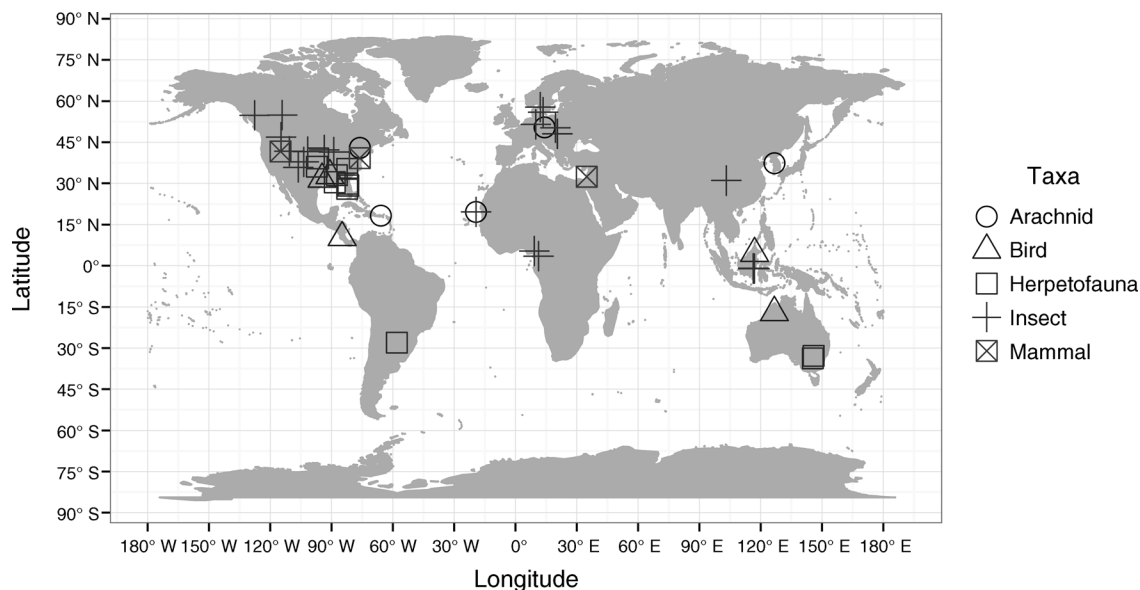 90° N
75° N
60° N
45° N
30° N
15° N
0°
15° S
30° S
45° S
60° S
75° S
90° S
Latitude
180° W 150° W 120° W 90° W 60° W 30° W 0° 30° E 60° E 90° E 120° E 150° E 180° E
Longitude
Taxa
Arachnid
Bird
Herpetofauna
Insect
Mammal